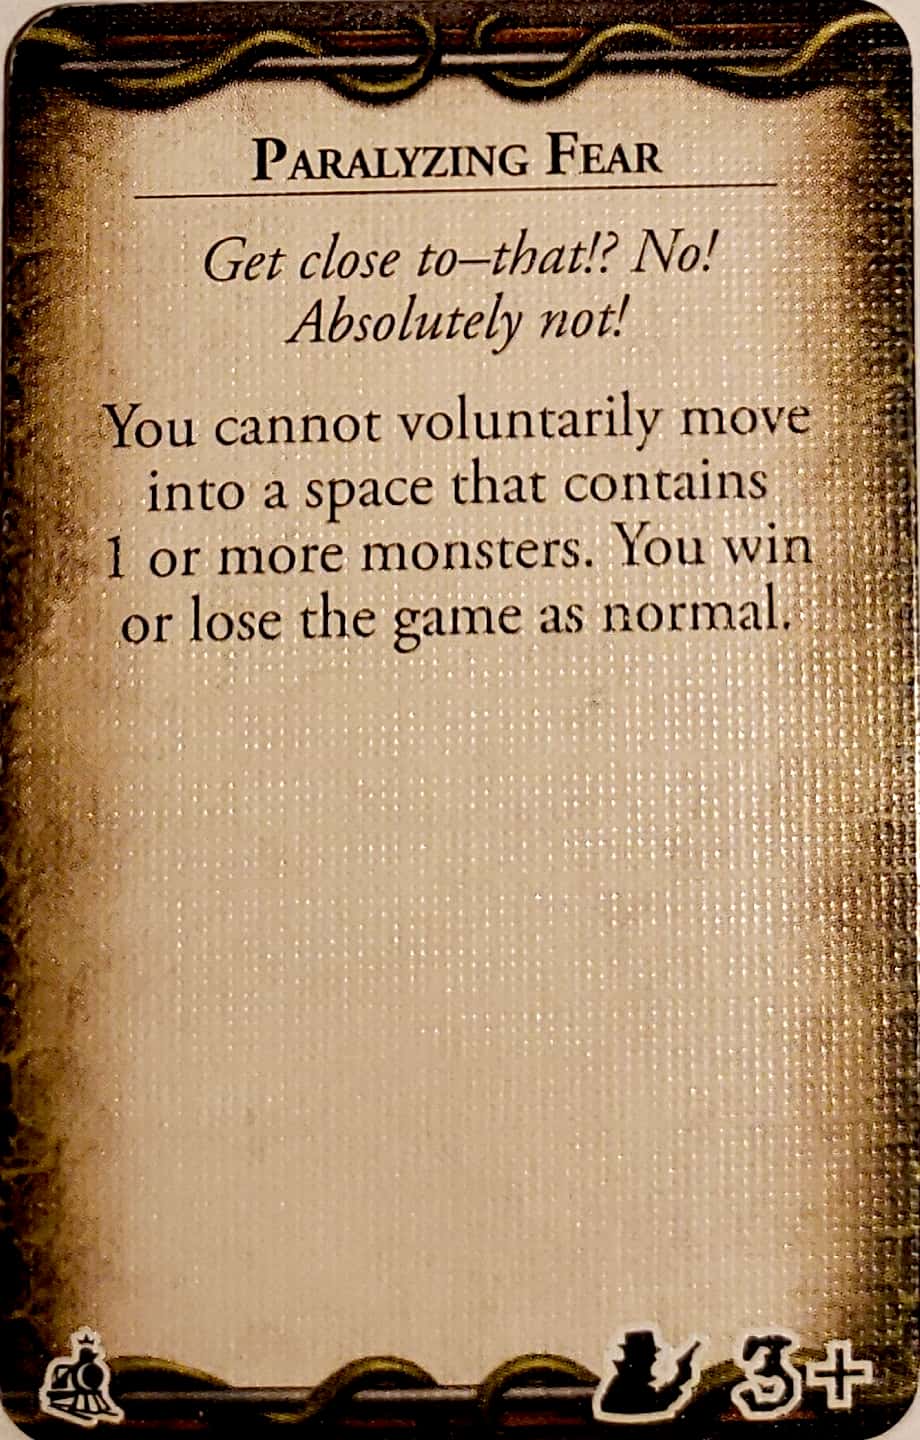 PARALYZING FEAR
Get close to–that!? No!
Absolutely not!
You cannot voluntarily move
into a space that contains
1 or more monsters. You win
or lose the game as normal.
3+